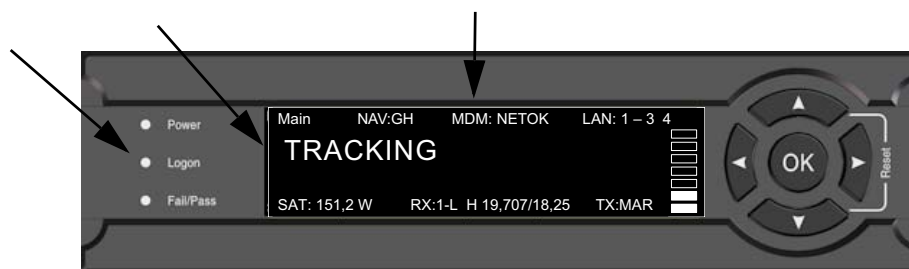 Power
Logon
Fail/Pass
Main NAV:GH MDM: NETOK LAN: 1 – 3 4
TRACKING
SAT: 151,2 W RX:1-L H 19,707/18,25 TX:MAR
OK
Reset